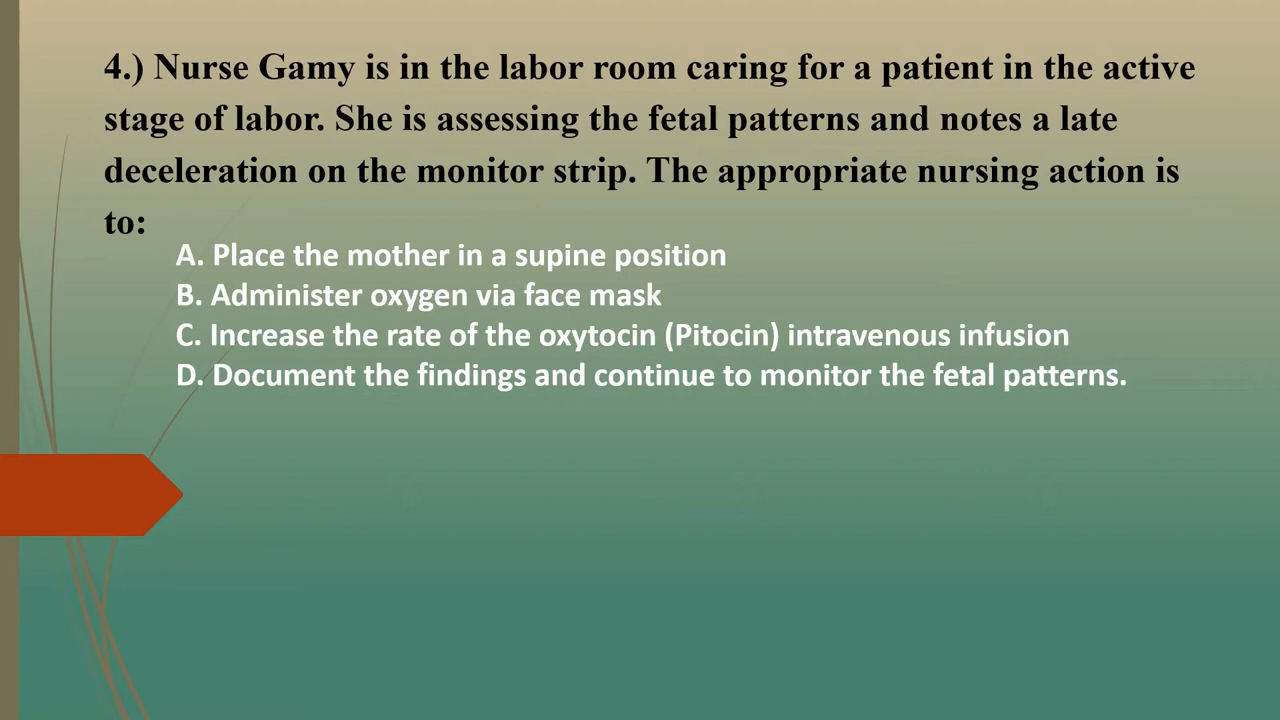 4.) Nurse Gamy is in the labor room caring for a patient in the active
stage of labor. She is assessing the fetal patterns and notes a late
deceleration on the monitor strip. The appropriate nursing action is
to:
A. Place the mother in a supine position
B. Administer oxygen via face mask
C. Increase the rate of the oxytocin (Pitocin) intravenous infusion
D. Document the findings and continue to monitor the fetal patterns.